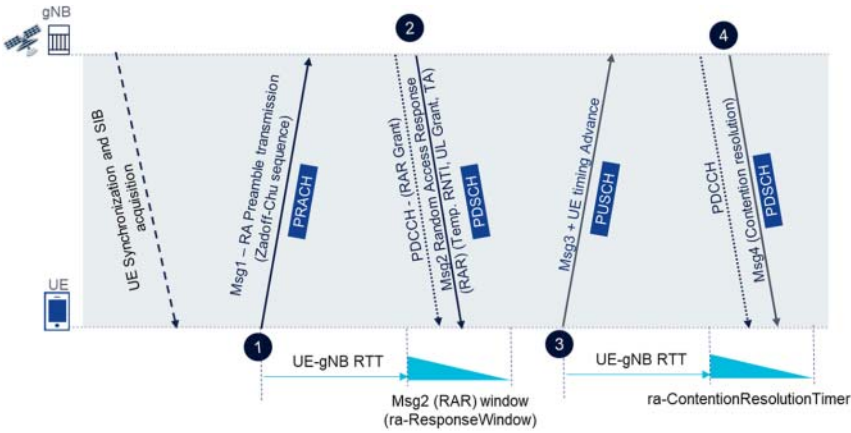 gNB
2
4
UE Synchronization and SIB
acquisition
Msg1 – RA Preamble transmission
(Zadoff-Chu sequence)
PRACH
PDCCH - (RAR Grant)
Msg2 Random Access Response
(RAR) (Temp. RNTI, UL Grant, TA)
PDSCH
Msg3 + UE timing Advance
PUSCH
PDCCH
Msg4 (Contention resolution)
PDSCH
UE
1
3
UE-gNB RTT
UE-gNB RTT
Msg2 (RAR) window
(ra-ResponseWindow)
ra-ContentionResolutionTimer